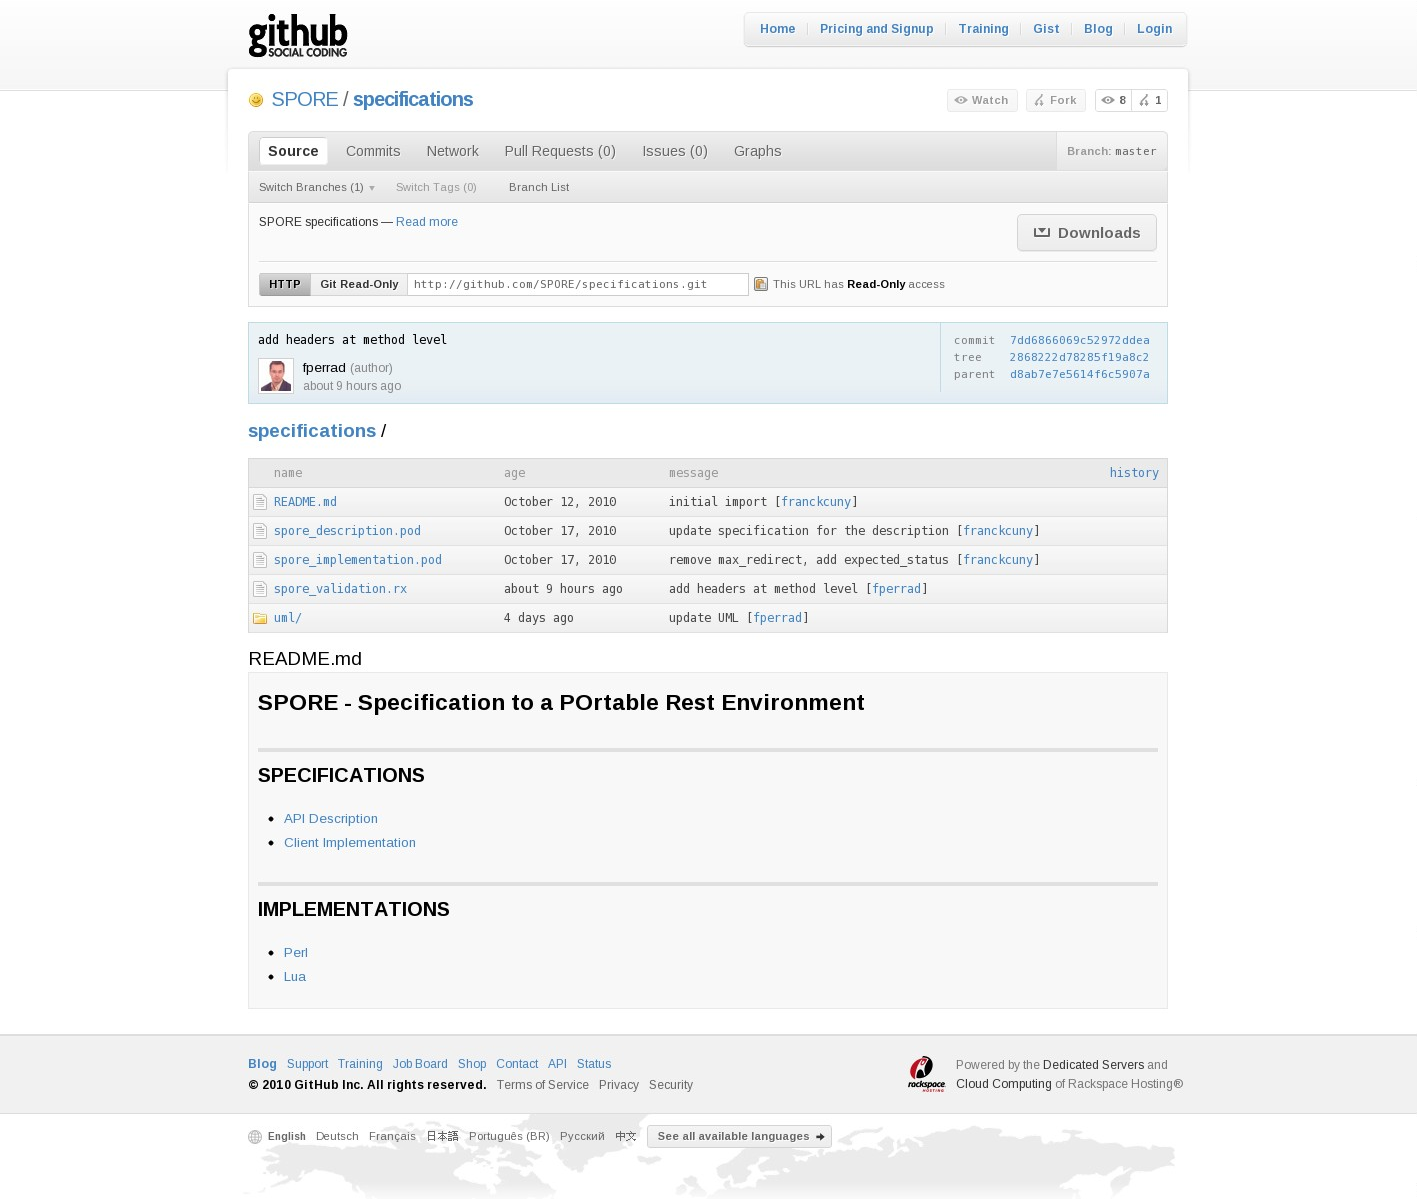 github
SOCIAL CODING
Home Pricing and Signup Training Gist Blog Login
SPORE / specifications
Watch Fork 8 1
Source Commits Network Pull Requests (0) Issues (0) Graphs Branch: master
Switch Branches (1) Switch Tags (0) Branch List
SPORE specifications — Read more
Downloads
HTTP Git Read-Only http://github.com/SPORE/specifications.git This URL has Read-Only access
add headers at method level
fperrad (author)
about 9 hours ago
commit 7dd6866069c52972ddea
tree 2868222d78285f19a8c2
parent d8ab7e7e5614f6c5907a
specifications /
name age message history
README.md October 12, 2010 initial import [franckcuny]
spore_description.pod October 17, 2010 update specification for the description [franckcuny]
spore_implementation.pod October 17, 2010 remove max_redirect, add expected_status [franckcuny]
spore_validation.rx about 9 hours ago add headers at method level [fperrad]
uml/ 4 days ago update UML [fperrad]
README.md
SPORE - Specification to a POrtable Rest Environment
SPECIFICATIONS
• API Description
• Client Implementation
IMPLEMENTATIONS
• Perl
• Lua
Blog Support Training Job Board Shop Contact API Status
© 2010 GitHub Inc. All rights reserved. Terms of Service Privacy Security
rackspace
HOSTING
Powered by the Dedicated Servers and
Cloud Computing of Rackspace Hosting®
English Deutsch Français 日本語 Português (BR) Русский 中文 See all available languages